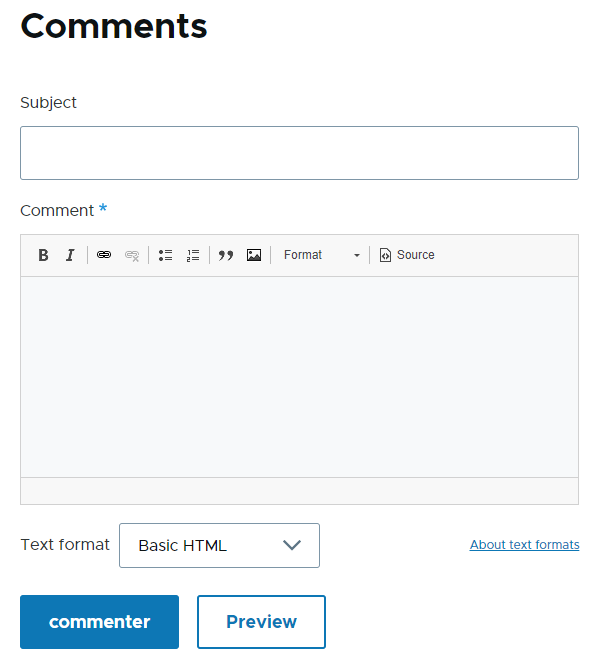 Comments
Subject
Comment *
B I Format Source
Text format Basic HTML About text formats
commenter Preview